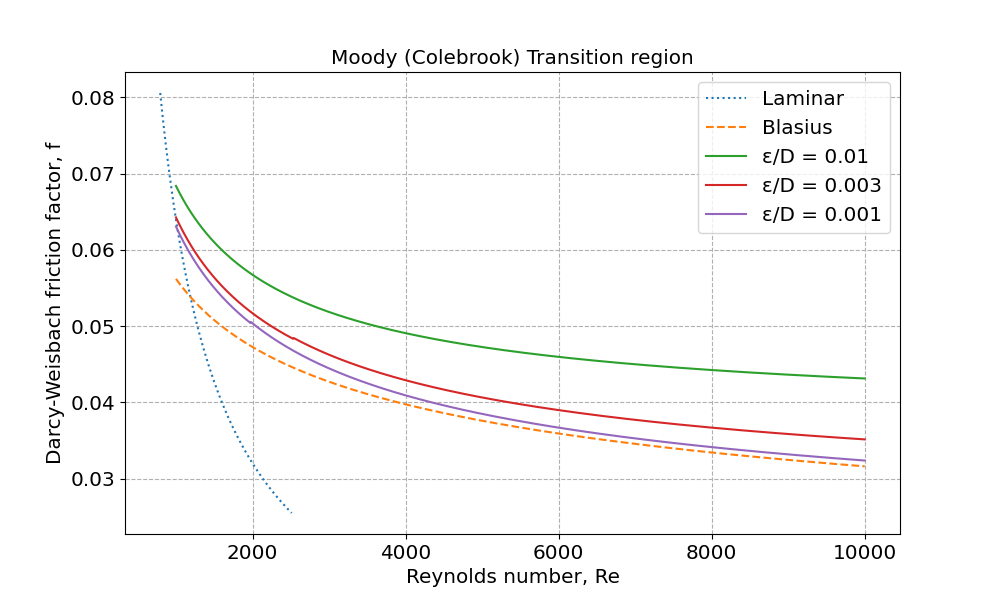 Moody (Colebrook) Transition region
Darcy-Weisbach friction factor, f
0.08
0.07
0.06
0.05
0.04
0.03
Laminar
Blasius
ε/D = 0.01
ε/D = 0.003
ε/D = 0.001
2000
4000
6000
8000
10000
Reynolds number, Re